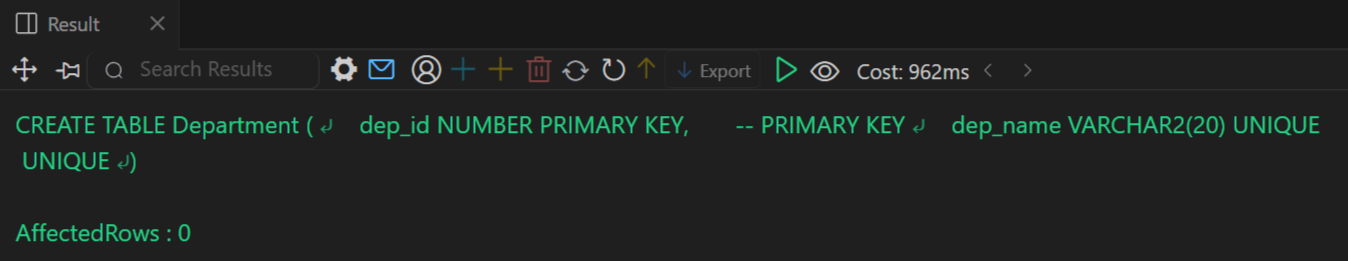 Result
Search Results Export Cost: 962ms
CREATE TABLE Department ( ↲ dep_id NUMBER PRIMARY KEY, -- PRIMARY KEY ↲ dep_name VARCHAR2(20) UNIQUE
UNIQUE ↲)
AffectedRows : 0